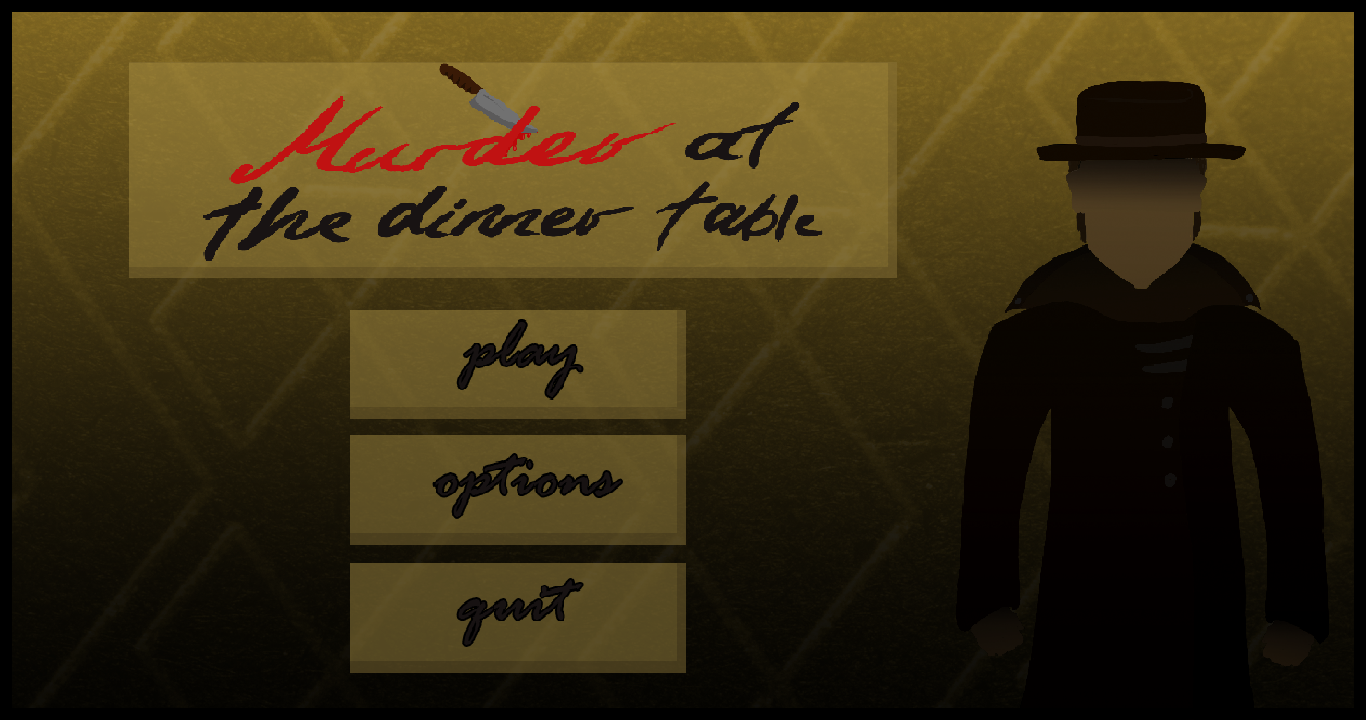 Murder at
the dinner table
play
options
quit